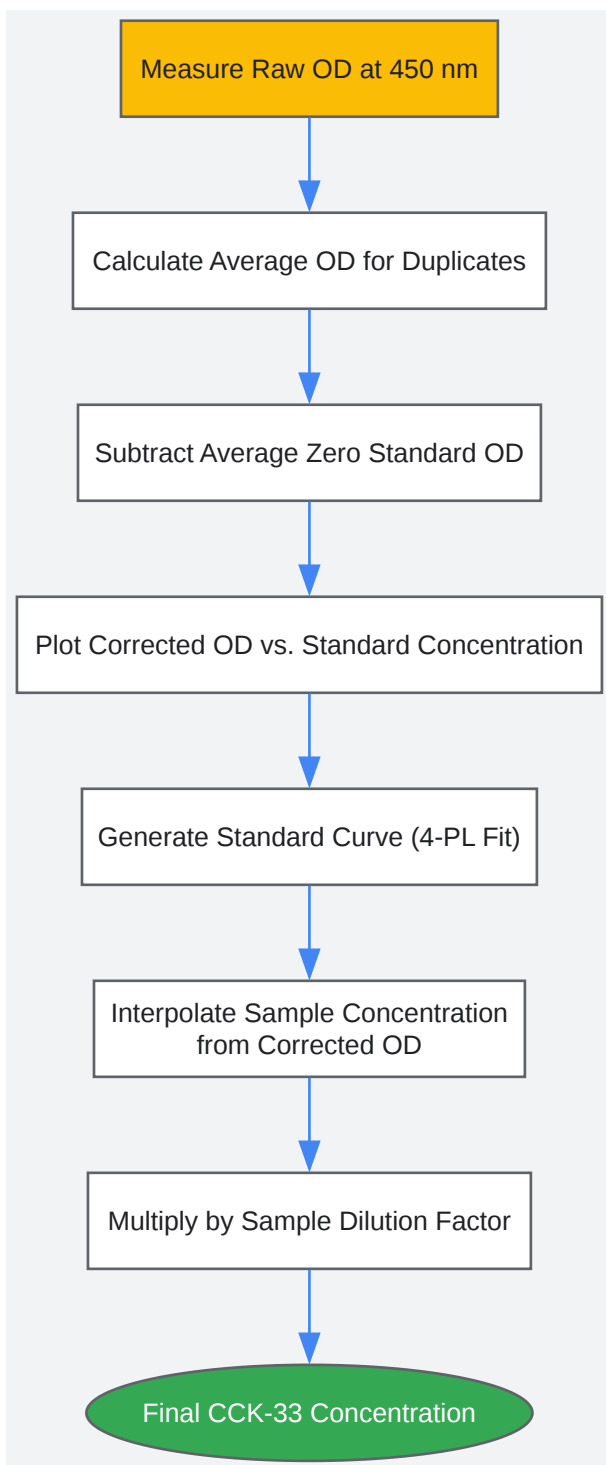 Measure Raw OD at 450 nm
Calculate Average OD for Duplicates
Subtract Average Zero Standard OD
Plot Corrected OD vs. Standard Concentration
Generate Standard Curve (4-PL Fit)
Interpolate Sample Concentration
from Corrected OD
Multiply by Sample Dilution Factor
Final CCK-33 Concentration